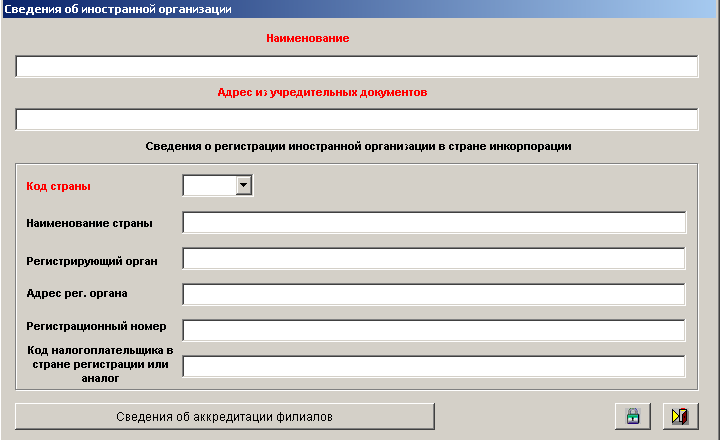 Сведения об иностранной организации
Наименование
Адрес из учредительных документов
Сведения о регистрации иностранной организации в стране инкорпорации
Код страны
Наименование страны
Регистрирующий орган
Адрес рег. органа
Регистрационный номер
Код налогоплательщика в
стране регистрации или
аналог
Сведения об аккредитации филиалов